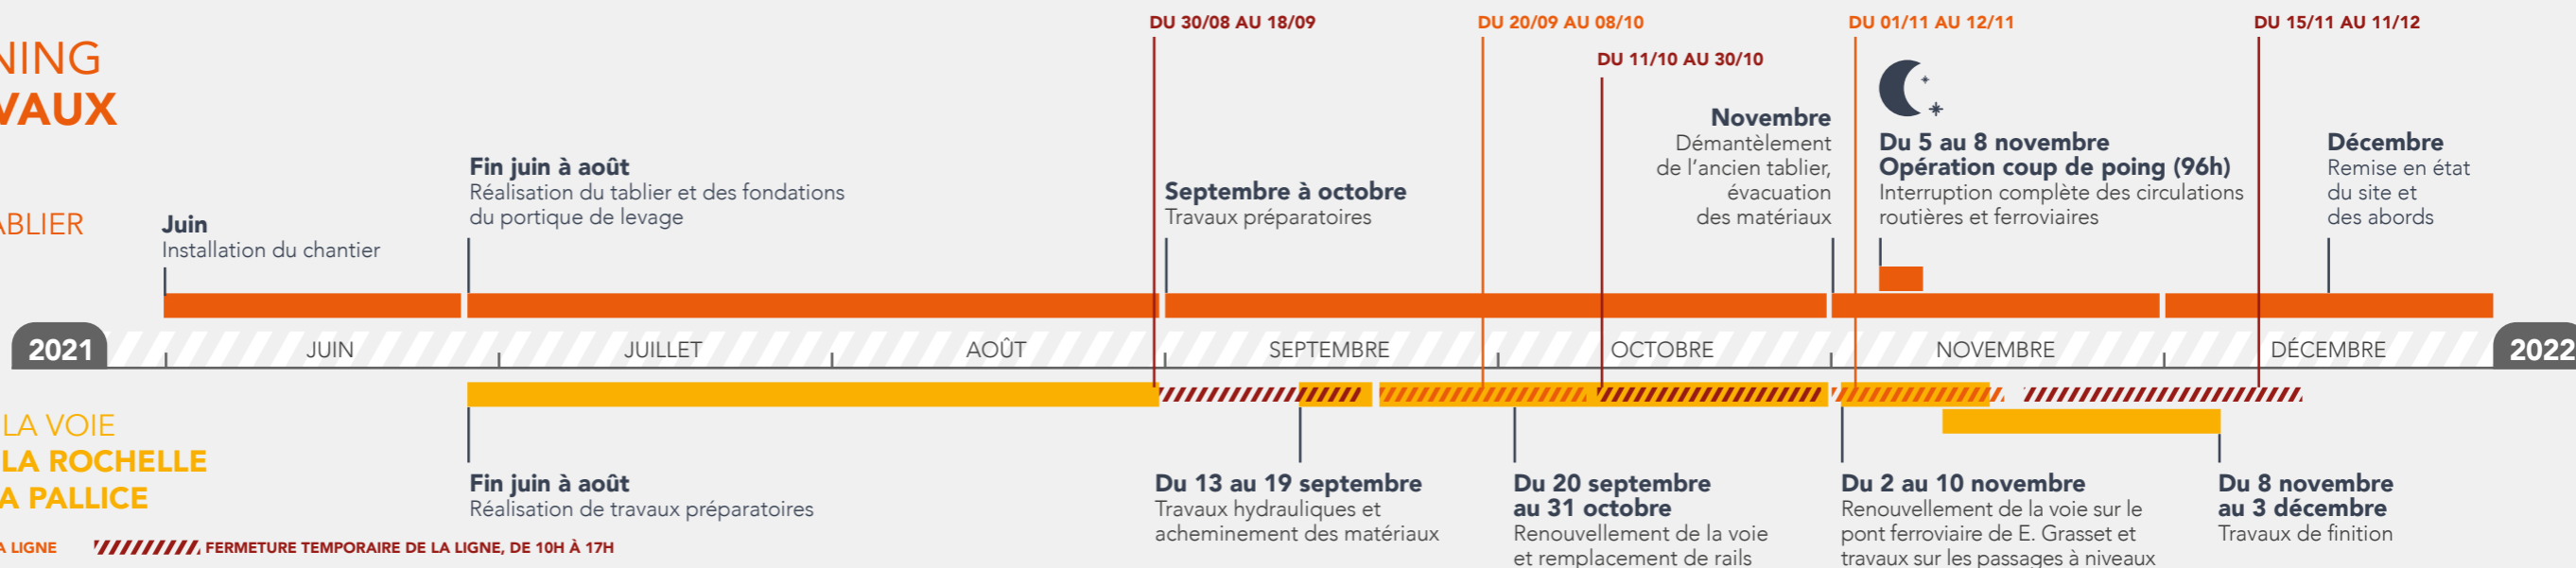 DU 30/08 AU 18/09
DU 20/09 AU 08/10
DU 01/11 AU 12/11
DU 15/11 AU 11/12
DU 11/10 AU 30/10
NING
VAUX
ABLIER
Juin
Installation du chantier
Fin juin à août
Réalisation du tablier et des fondations
du portique de levage
Septembre à octobre
Travaux préparatoires
Novembre
Démantèlement
de l'ancien tablier,
évacuation
des matériaux
Du 5 au 8 novembre
Opération coup de poing (96h)
Interruption complète des circulations
routières et ferroviaires
Décembre
Remise en état
du site et
des abords
2021
JUIN
JUILLET
AOÛT
SEPTEMBRE
OCTOBRE
NOVEMBRE
DÉCEMBRE
2022
LA VOIE
LA ROCHELLE
A PALLICE
Fin juin à août
Réalisation de travaux préparatoires
Du 13 au 19 septembre
Travaux hydrauliques et
acheminement des matériaux
Du 20 septembre
au 31 octobre
Renouvellement de la voie
et remplacement de rails
Du 2 au 10 novembre
Renouvellement de la voie sur le
pont ferroviaire de E. Grasset et
travaux sur les passages à niveaux
Du 8 novembre
au 3 décembre
Travaux de finition
A LIGNE
FERMETURE TEMPORAIRE DE LA LIGNE, DE 10H À 17H